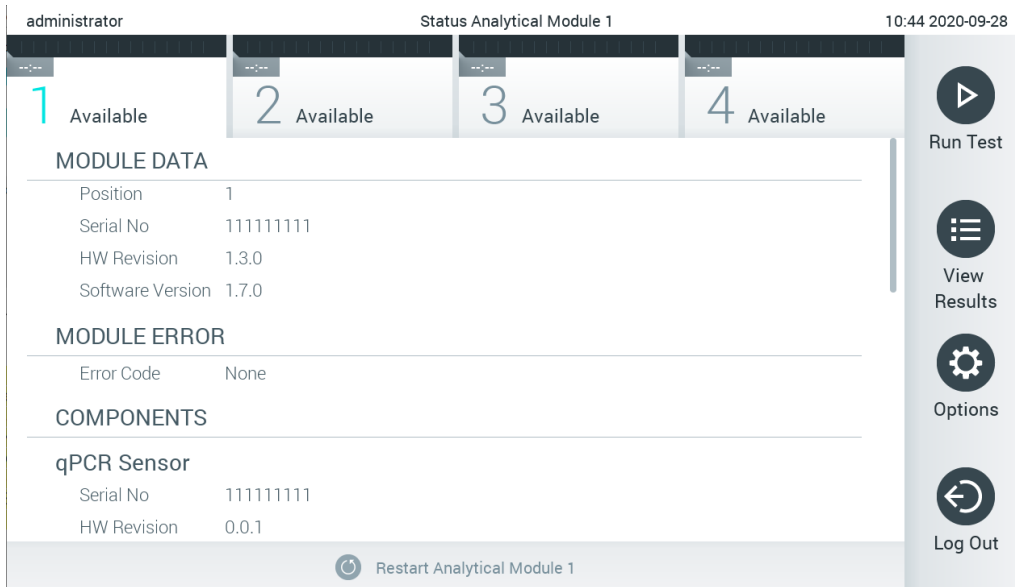 administrator Status Analytical Module 1 10:44 2020-09-28
--:-- --:-- --:-- --:--
1 Available 2 Available 3 Available 4 Available
Run Test
MODULE DATA
Position 1
Serial No 111111111
HW Revision 1.3.0
Software Version 1.7.0
View
Results
MODULE ERROR
Error Code None
Options
COMPONENTS
qPCR Sensor
Serial No 111111111
HW Revision 0.0.1
Log Out
Restart Analytical Module 1